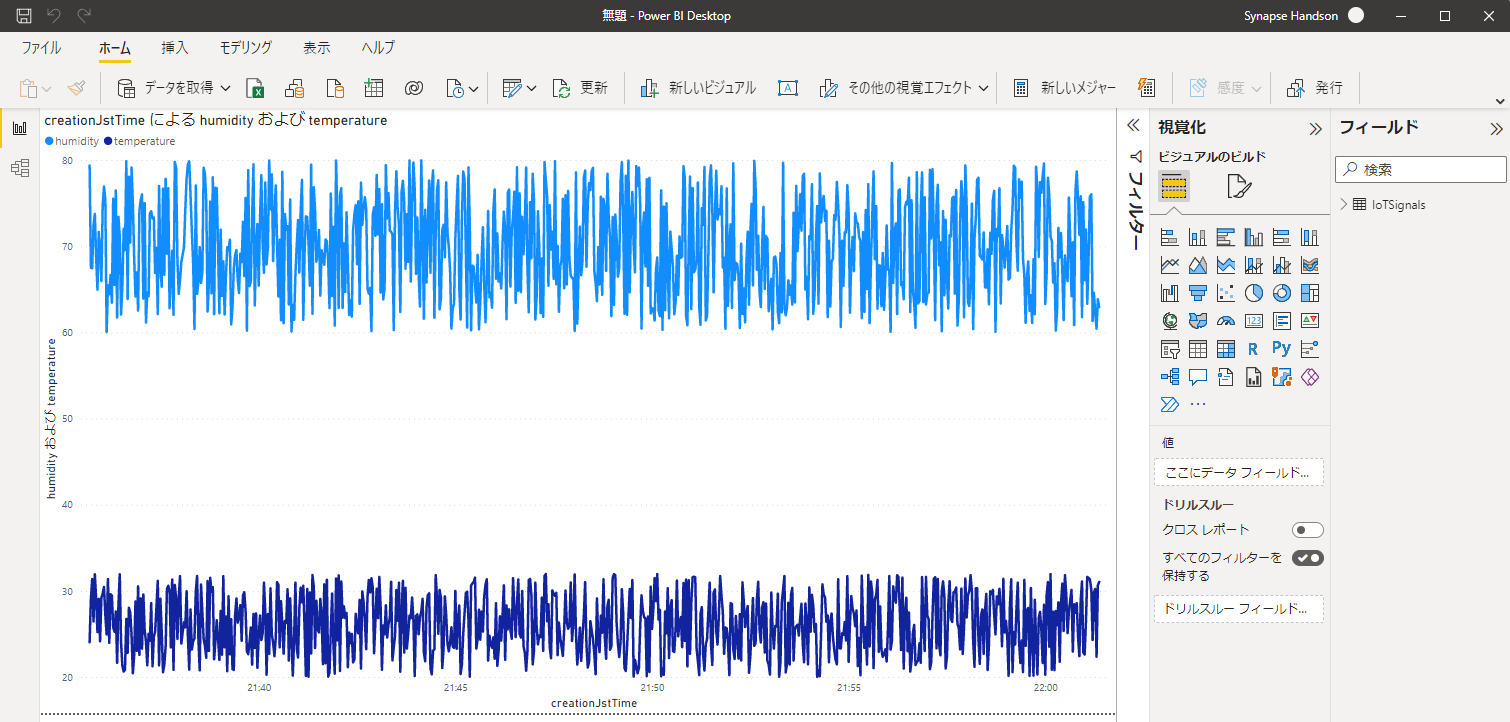 無題 - Power BI Desktop
Synapse Handson
ファイル ホーム 挿入 モデリング 表示 ヘルプ
データを取得 更新 新しいビジュアル A その他の視覚エフェクト 新しいメジャー 感度 発行
creationJstTime による humidity および temperature
humidity temperature
80
70
60
50
40
30
20
humidity および temperature
21:40 21:45 21:50 21:55 22:00
creationJstTime
フィルター
視覚化
ビジュアルのビルド
123
R Py
値
ここにデータ フィールド...
ドリルスルー
クロス レポート
すべてのフィルターを
保持する
ドリルスルー フィールド...
フィールド
検索
IoTSignals